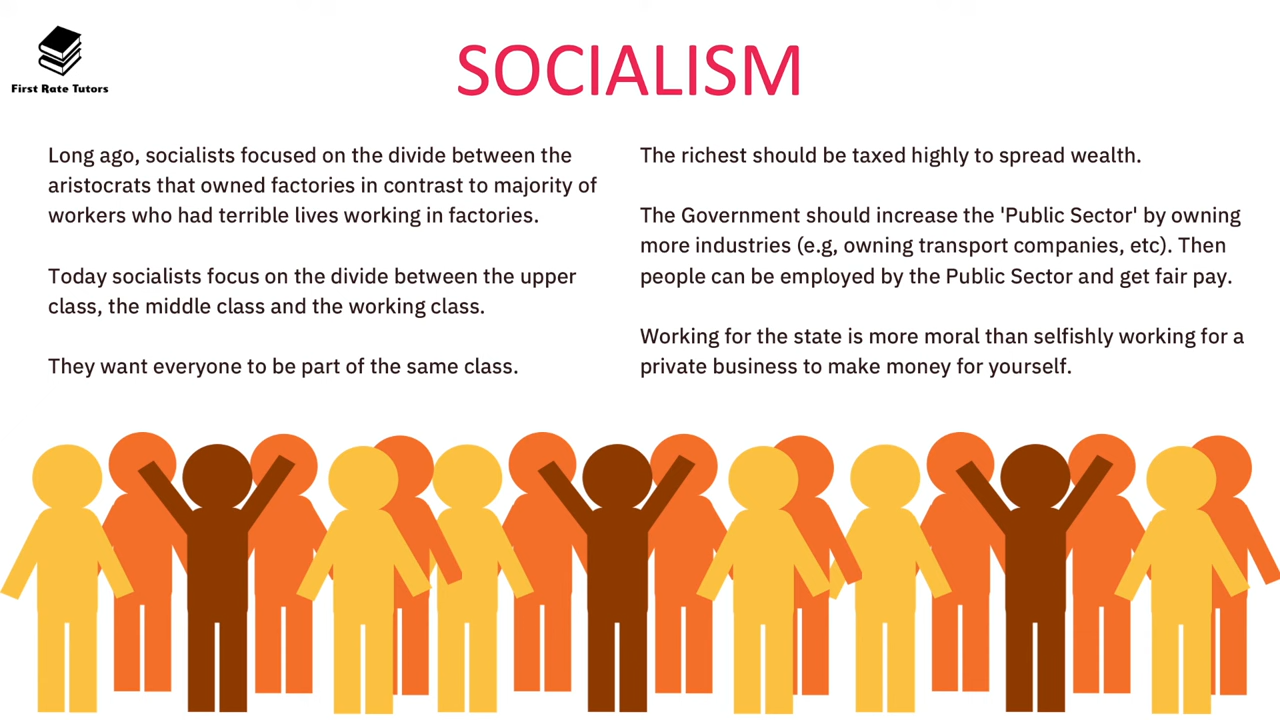 First Rate Tutors
SOCIALISM
Long ago, socialists focused on the divide between the
aristocrats that owned factories in contrast to majority of
workers who had terrible lives working in factories.
Today socialists focus on the divide between the upper
class, the middle class and the working class.
They want everyone to be part of the same class.
The richest should be taxed highly to spread wealth.
The Government should increase the 'Public Sector' by owning
more industries (e.g, owning transport companies, etc). Then
people can be employed by the Public Sector and get fair pay.
Working for the state is more moral than selfishly working for a
private business to make money for yourself.